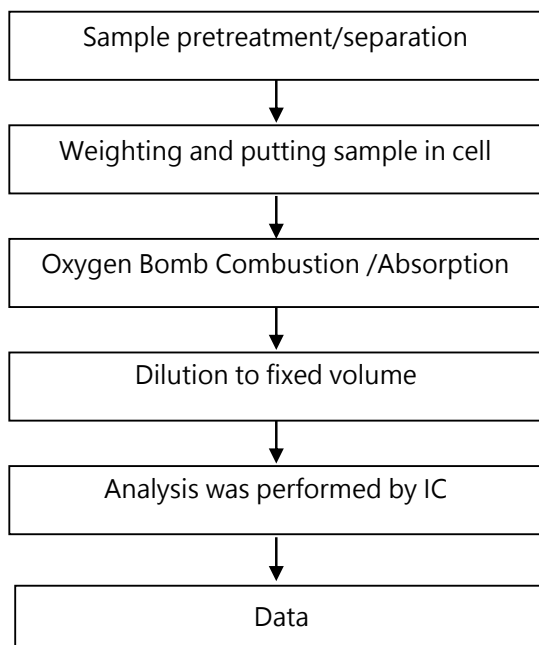 Sample pretreatment/separation
Weighting and putting sample in cell
Oxygen Bomb Combustion /Absorption
Dilution to fixed volume
Analysis was performed by IC
Data